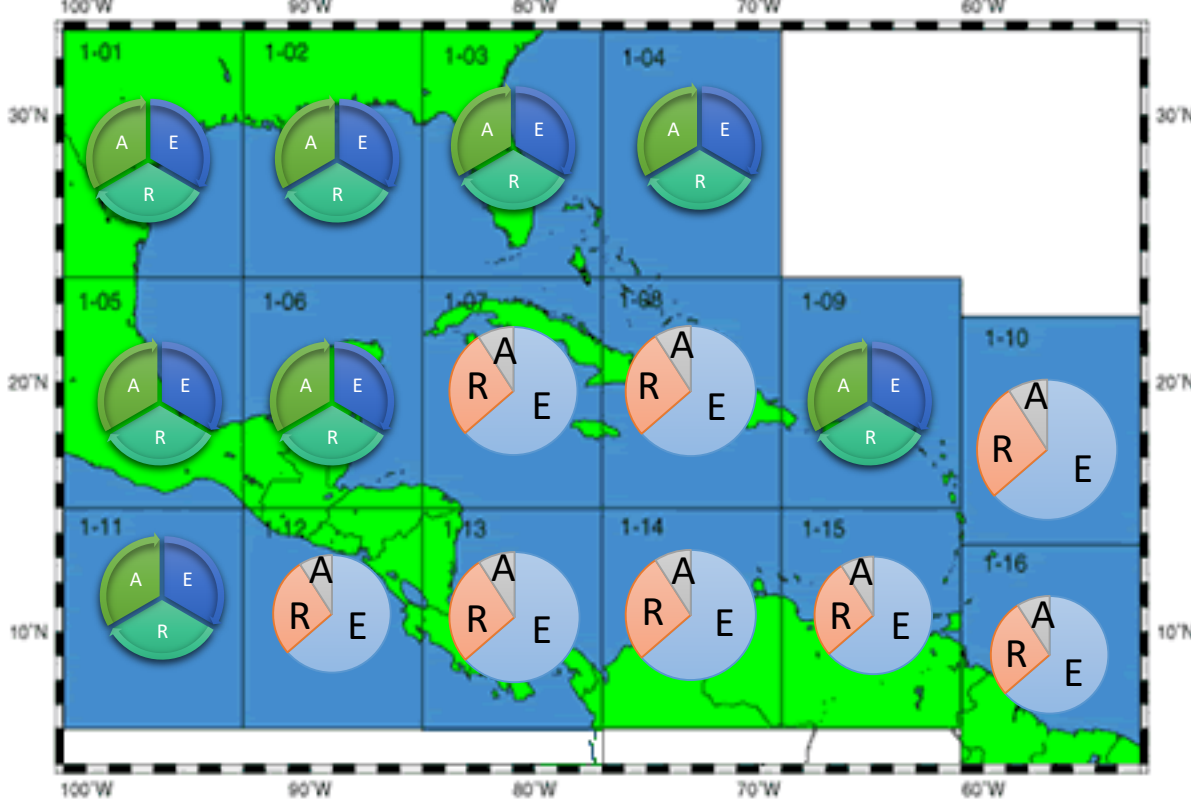 100°W 90°W 80°W 70°W 60°W
1-01 1-02 1-03 1-04
30°N 30°N
A E A E A E A E
R R R R
1-05 1-06 1-07 1-08 1-09
1-10
20°N 20°N
A E A E A A A E A
R R R E R E R R E
1-11 1-12 1-13 1-14 1-15
1-16
A E A A A A A
R R E R E R E R E R E
10°N 10°N
100°W 90°W 80°W 70°W 60°W